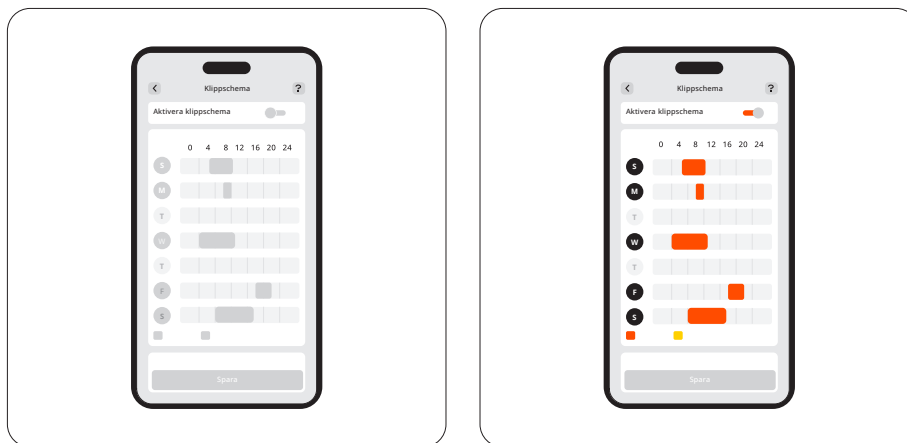 Klippschema ?
Aktivera klippschema
0 4 8 12 16 20 24
S
M
T
W
T
F
S
Spara
Klippschema ?
Aktivera klippschema
0 4 8 12 16 20 24
S
M
T
W
T
F
S
Spara